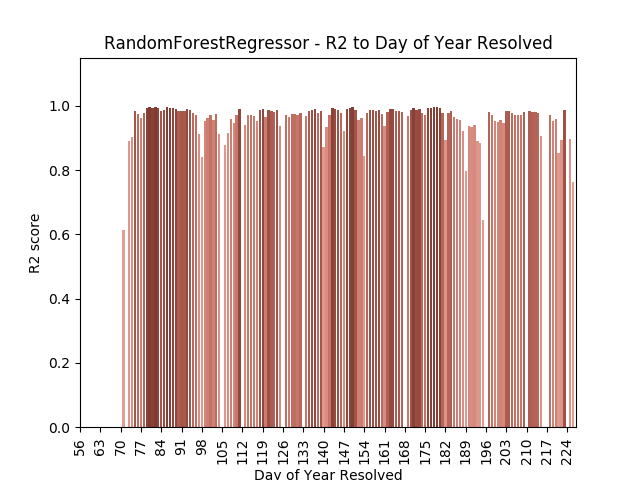 RandomForestRegressor - R2 to Day of Year Resolved
R2 score
1.0
0.8
0.6
0.4
0.2
0.0
56 63 70 77 84 91 98 105 112 119 126 133 140 147 154 161 168 175 182 189 196 203 210 217 224
Day of Year Resolved